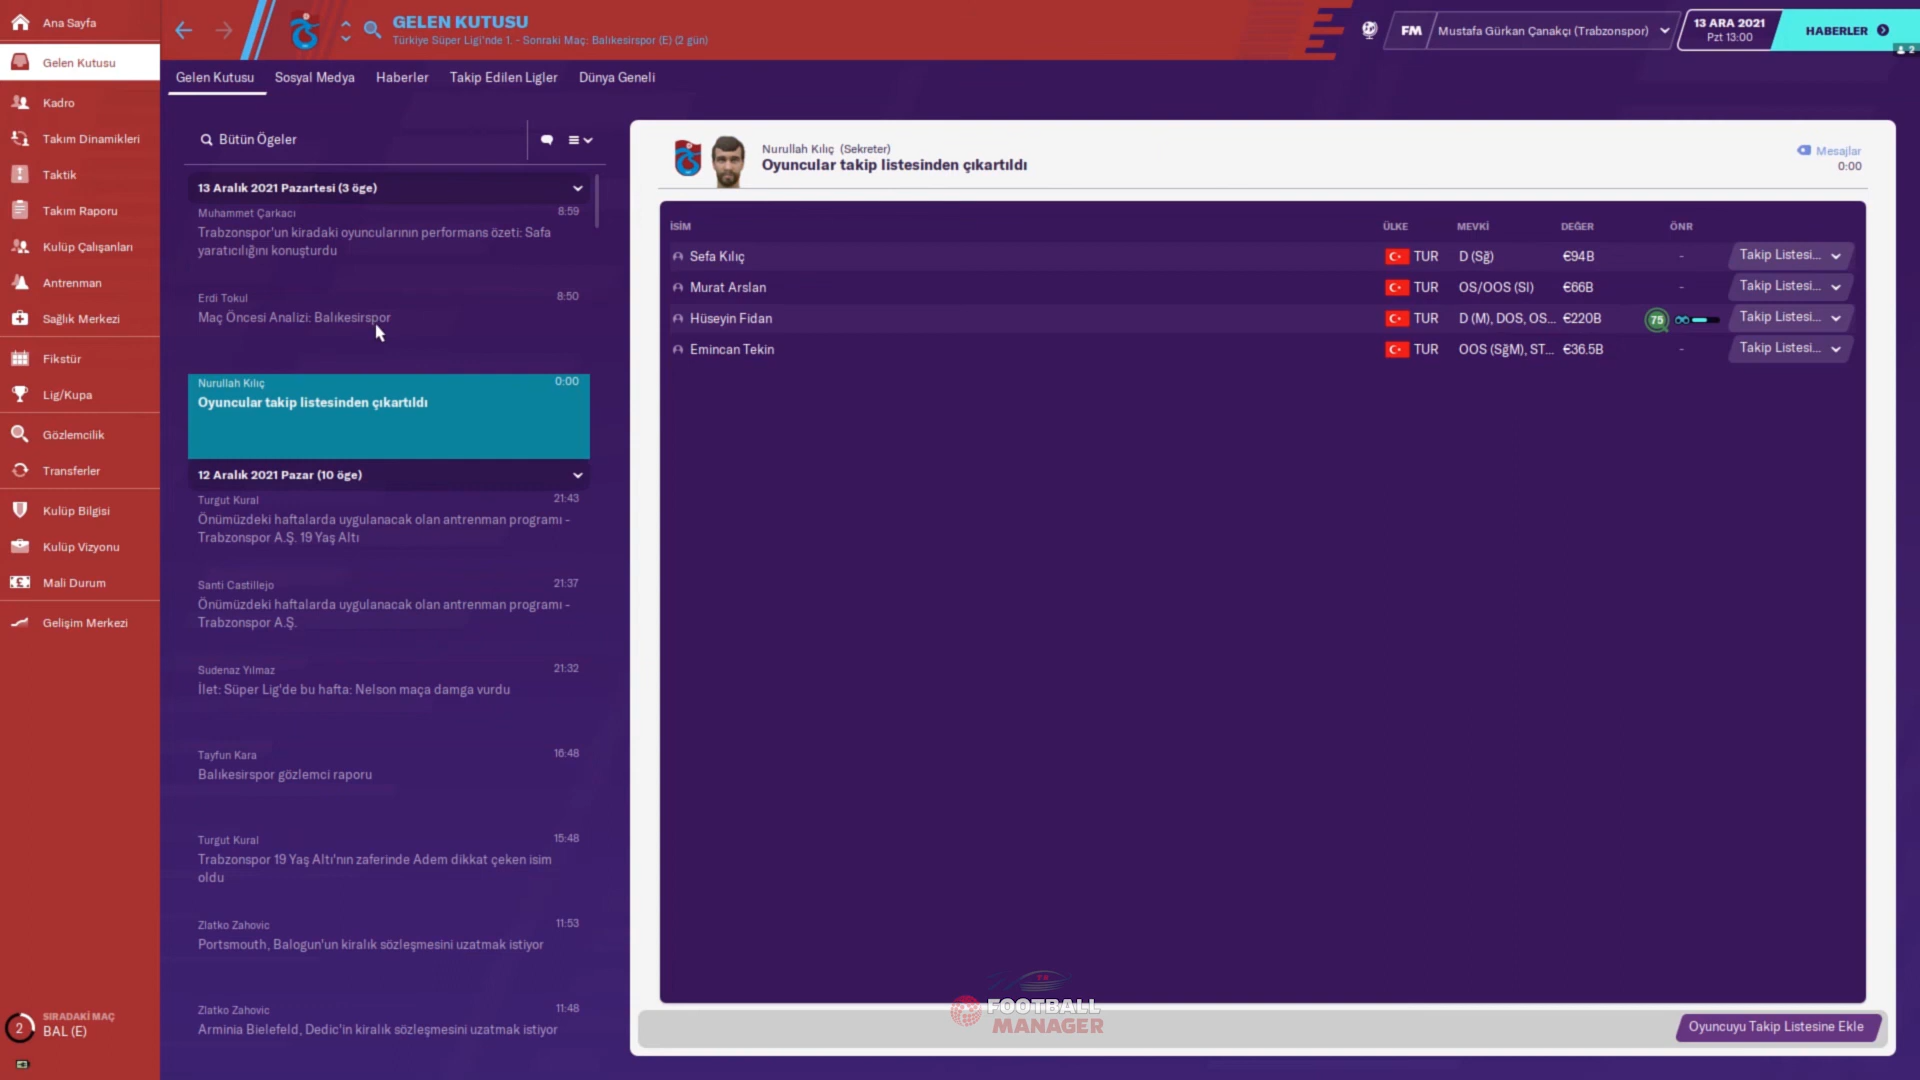 Ana Sayfa
Gelen Kutusu
Kadro
Takım Dinamikleri
Taktik
Takım Raporu
Kulüp Çalışanları
Antrenman
Sağlık Merkezi
Fikstür
Lig/Kupa
Gözlemcilik
Transferler
Kulüp Bilgisi
Kulüp Vizyonu
Mali Durum
Gelişim Merkezi
2
SIRADAKİ MAÇ
BAL (E)
GELEN KUTUSU
Türkiye Süper Ligi'nde 1. - Sonraki Maç: Balıkesirspor (E) (2 gün)
FM Mustafa Gürkan Çanakçı (Trabzonspor)
13 ARA 2021
Pzt 13:00
HABERLER
2
Gelen Kutusu Sosyal Medya Haberler Takip Edilen Ligler Dünya Geneli
Bütün Ögeler
13 Aralık 2021 Pazartesi (3 öge)
Muhammet Çarkacı 8:59
Trabzonspor'un kiradaki oyuncularının performans özeti: Safa
yaratıcılığını konuşturdu
Erdi Tokul 8:50
Maç Öncesi Analizi: Balıkesirspor
Nurullah Kılıç 0:00
Oyuncular takip listesinden çıkartıldı
12 Aralık 2021 Pazar (10 öge)
Turgut Kural 21:43
Önümüzdeki haftalarda uygulanacak olan antrenman programı -
Trabzonspor A.Ş. 19 Yaş Altı
Santi Castillejo 21:37
Önümüzdeki haftalarda uygulanacak olan antrenman programı -
Trabzonspor A.Ş.
Sudenaz Yılmaz 21:32
İlet: Süper Lig'de bu hafta: Nelson maça damga vurdu
Tayfun Kara 16:48
Balıkesirspor gözlemci raporu
Turgut Kural 15:48
Trabzonspor 19 Yaş Altı'nın zaferinde Adem dikkat çeken isim
oldu
Zlatko Zahovic 11:53
Portsmouth, Balogun'un kiralık sözleşmesini uzatmak istiyor
Zlatko Zahovic 11:48
Arminia Bielefeld, Dedic'in kiralık sözleşmesini uzatmak istiyor
Nurullah Kılıç (Sekreter)
Oyuncular takip listesinden çıkartıldı
Mesajlar
0:00
İSİM ÜLKE MEVKİ DEĞER ÖNR
Sefa Kılıç TUR D (Sğ) €94B - Takip Listesi...
Murat Arslan TUR OS/OOS (Sl) €66B - Takip Listesi...
Hüseyin Fidan TUR D (M), DOS, OS... €220B 75 Takip Listesi...
Emincan Tekin TUR OOS (SğM), ST... €36.5B - Takip Listesi...
FOOTBALL
MANAGER
Oyuncuyu Takip Listesine Ekle